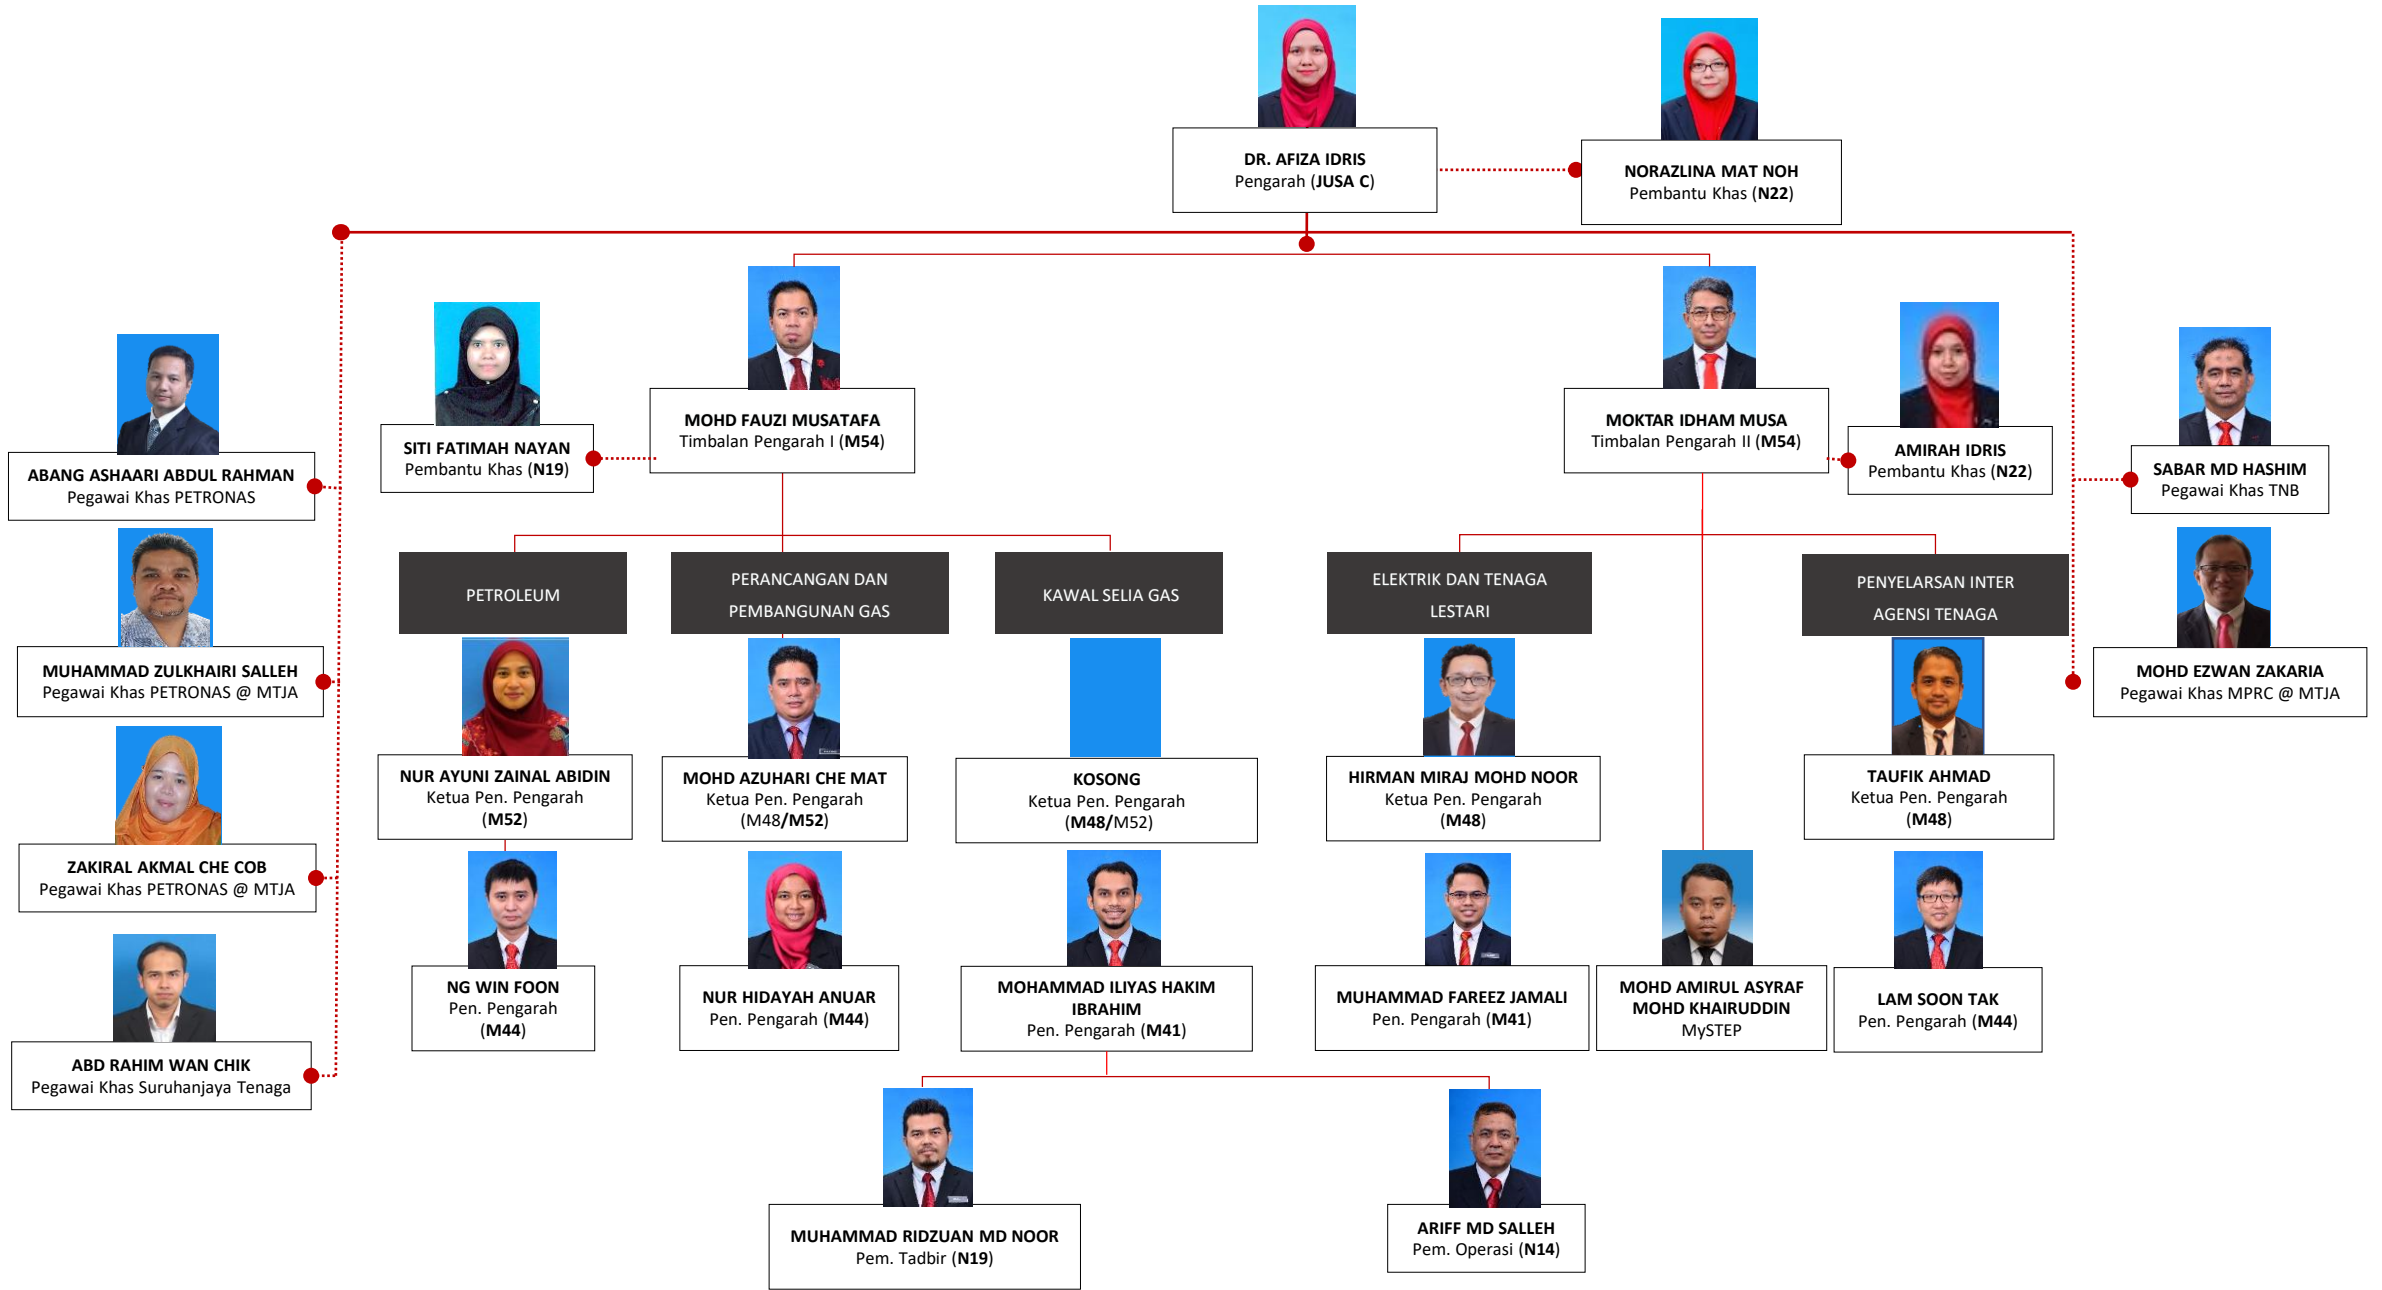 DR. AFIZA IDRIS
Pengarah (JUSA C)
NORAZLINA MAT NOH
Pembantu Khas (N22)
MOHD FAUZI MUSATAFA
Timbalan Pengarah I (M54)
SITI FATIMAH NAYAN
Pembantu Khas (N19)
MOKTAR IDHAM MUSA
Timbalan Pengarah II (M54)
AMIRAH IDRIS
Pembantu Khas (N22)
ABANG ASHAARI ABDUL RAHMAN
Pegawai Khas PETRONAS
MUHAMMAD ZULKHAIRI SALLEH
Pegawai Khas PETRONAS @ MTJA
ZAKIRAL AKMAL CHE COB
Pegawai Khas PETRONAS @ MTJA
ABD RAHIM WAN CHIK
Pegawai Khas Suruhanjaya Tenaga
SABAR MD HASHIM
Pegawai Khas TNB
MOHD EZWAN ZAKARIA
Pegawai Khas MPRC @ MTJA
PETROLEUM
NUR AYUNI ZAINAL ABIDIN
Ketua Pen. Pengarah
(M52)
NG WIN FOON
Pen. Pengarah
(M44)
PERANCANGAN DAN
PEMBANGUNAN GAS
MOHD AZUHARI CHE MAT
Ketua Pen. Pengarah
(M48/M52)
NUR HIDAYAH ANUAR
Pen. Pengarah (M44)
KAWAL SELIA GAS
KOSONG
Ketua Pen. Pengarah
(M48/M52)
MOHAMMAD ILIYAS HAKIM
IBRAHIM
Pen. Pengarah (M41)
ELEKTRIK DAN TENAGA
LESTARI
HIRMAN MIRAJ MOHD NOOR
Ketua Pen. Pengarah
(M48)
MUHAMMAD FAREEZ JAMALI
Pen. Pengarah (M41)
MOHD AMIRUL ASYRAF
MOHD KHAIRUDDIN
MySTEP
PENYELARSAN INTER
AGENSI TENAGA
TAUFIK AHMAD
Ketua Pen. Pengarah
(M48)
LAM SOON TAK
Pen. Pengarah (M44)
MUHAMMAD RIDZUAN MD NOOR
Pem. Tadbir (N19)
ARIFF MD SALLEH
Pem. Operasi (N14)